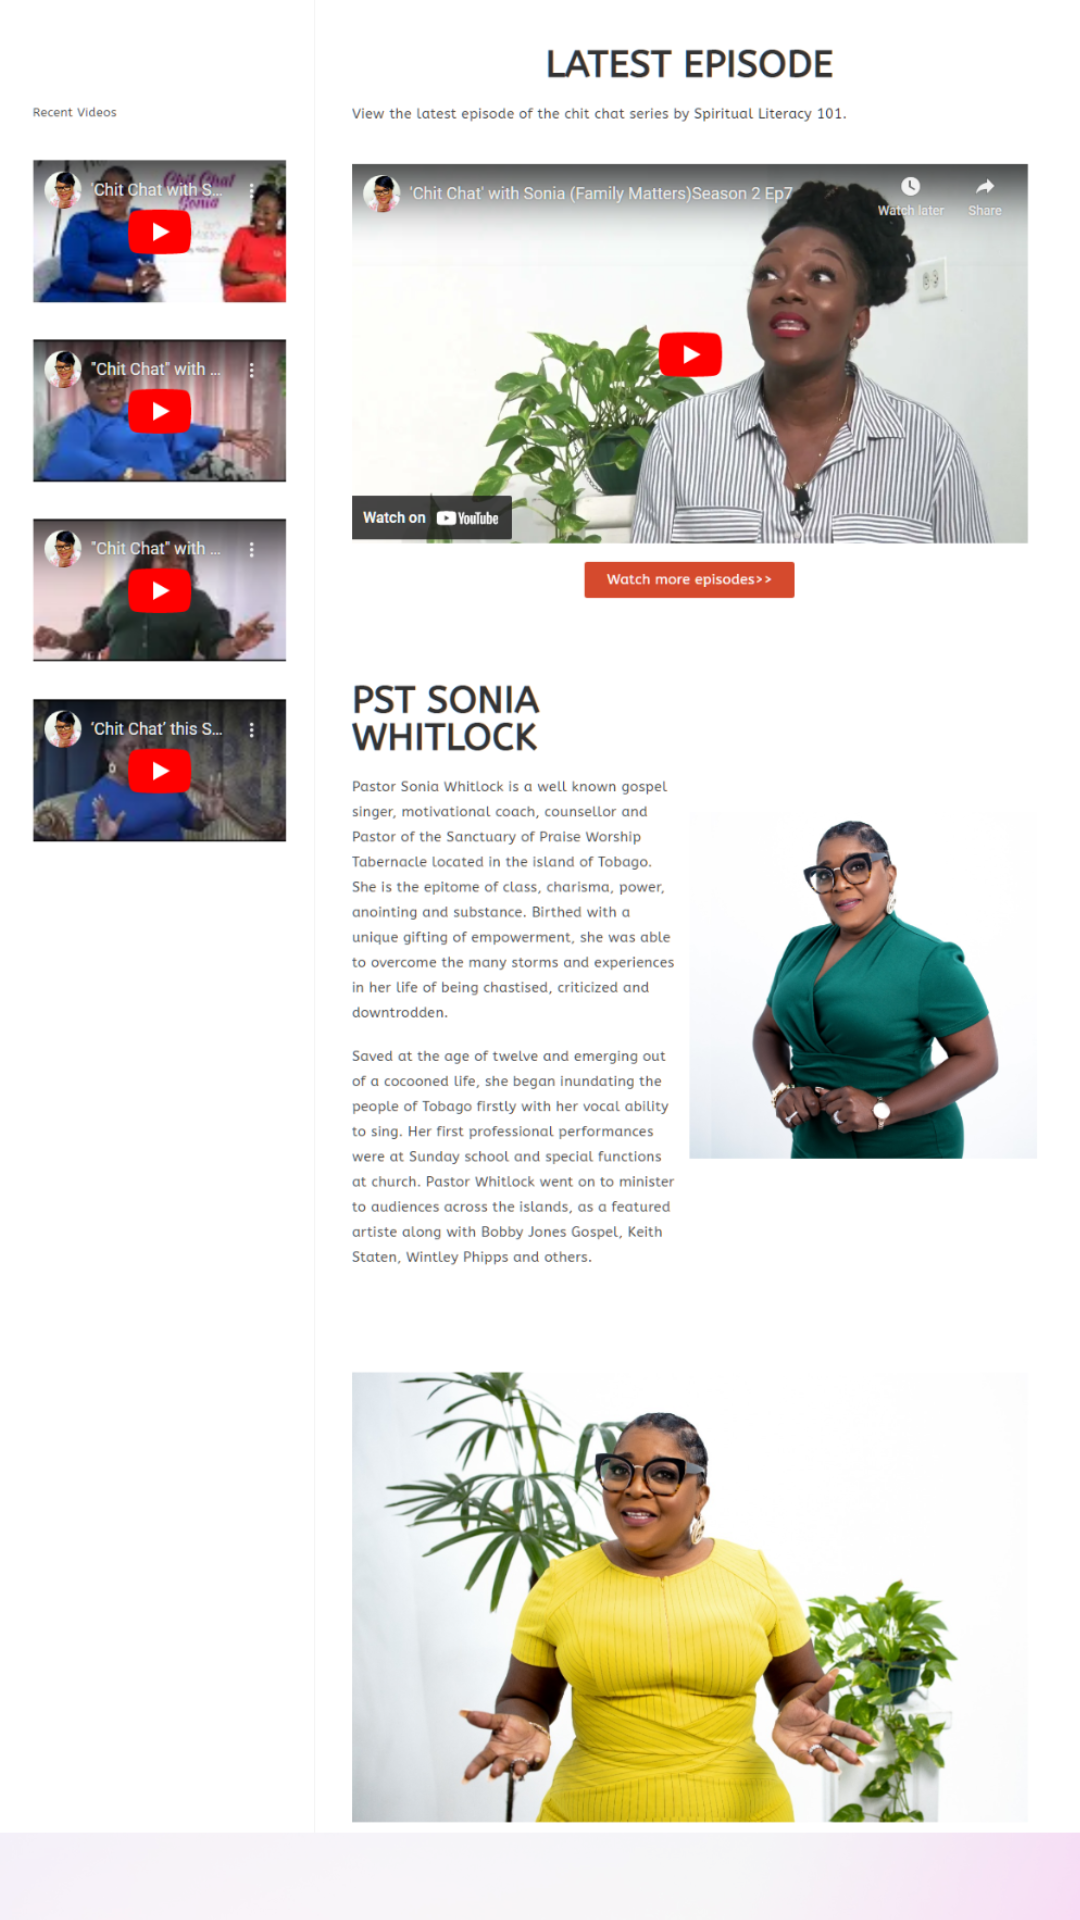 Recent Videos
'Chit Chat with S...
Chit Chat
Sonia
"Chit Chat" with ...
"Chit Chat" with ...
‘Chit Chat’ this S...
LATEST EPISODE
View the latest episode of the chit chat series by Spiritual Literacy 101.
'Chit Chat' with Sonia (Family Matters)Season 2 Ep7
Watch later
Share
Watch on YouTube
Watch more episodes>>
PST SONIA
WHITLOCK
Pastor Sonia Whitlock is a well known gospel
singer, motivational coach, counsellor and
Pastor of the Sanctuary of Praise Worship
Tabernacle located in the island of Tobago.
She is the epitome of class, charisma, power,
anointing and substance. Birthed with a
unique gifting of empowerment, she was able
to overcome the many storms and experiences
in her life of being chastised, criticized and
downtrodden.
Saved at the age of twelve and emerging out
of a cocooned life, she began inundating the
people of Tobago firstly with her vocal ability
to sing. Her first professional performances
were at Sunday school and special functions
at church. Pastor Whitlock went on to minister
to audiences across the islands, as a featured
artiste along with Bobby Jones Gospel, Keith
Staten, Wintley Phipps and others.